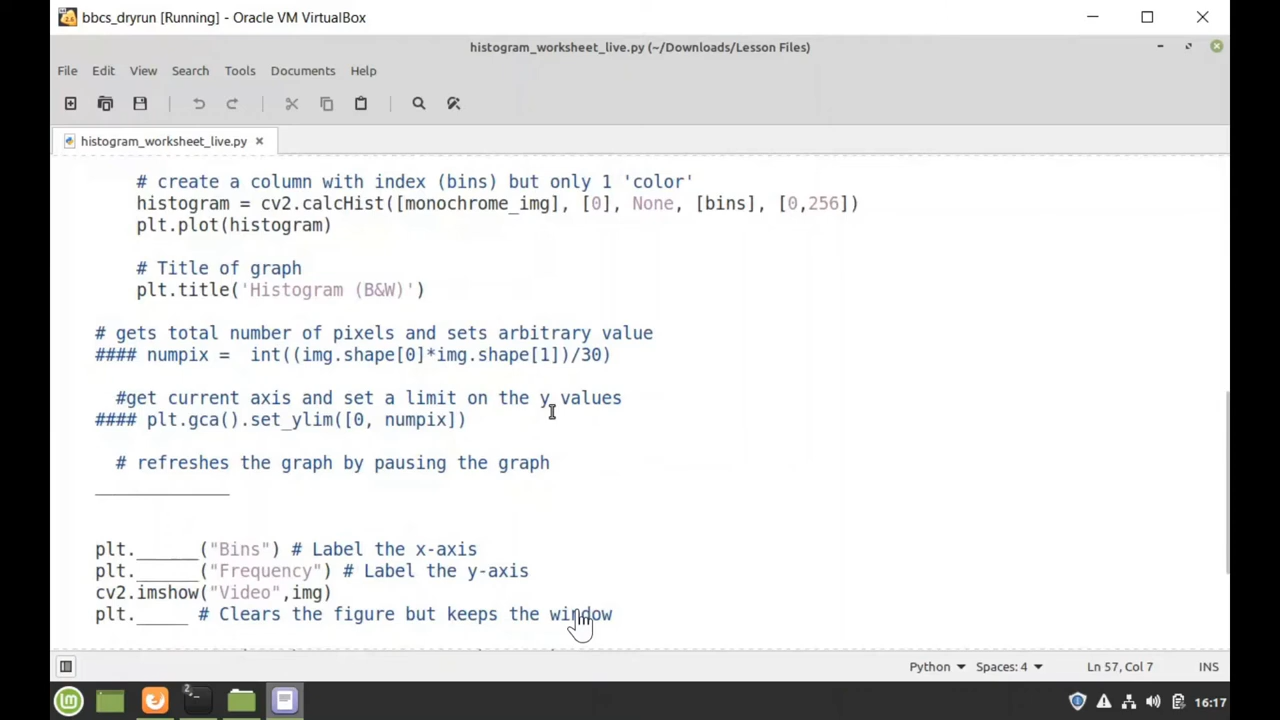 bbcs_dryrun [Running] - Oracle VM VirtualBox
histogram_worksheet_live.py (~/Downloads/Lesson Files)
File Edit View Search Tools Documents Help
histogram_worksheet_live.py
# create a column with index (bins) but only 1 'color'
histogram = cv2.calcHist([monochrome_img], [0], None, [bins], [0,256])
plt.plot(histogram)
# Title of graph
plt.title('Histogram (B&W)')
# gets total number of pixels and sets arbitrary value
#### numpix =  int((img.shape[0]*img.shape[1])/30)
#get current axis and set a limit on the y values
#### plt.gca().set_ylim([0, numpix])
# refreshes the graph by pausing the graph
_____________
plt.______("Bins") # Label the x-axis
plt.______("Frequency") # Label the y-axis
cv2.imshow("Video",img)
plt._____ # Clears the figure but keeps the window
Python Spaces: 4 Ln 57, Col 7 INS
16:17